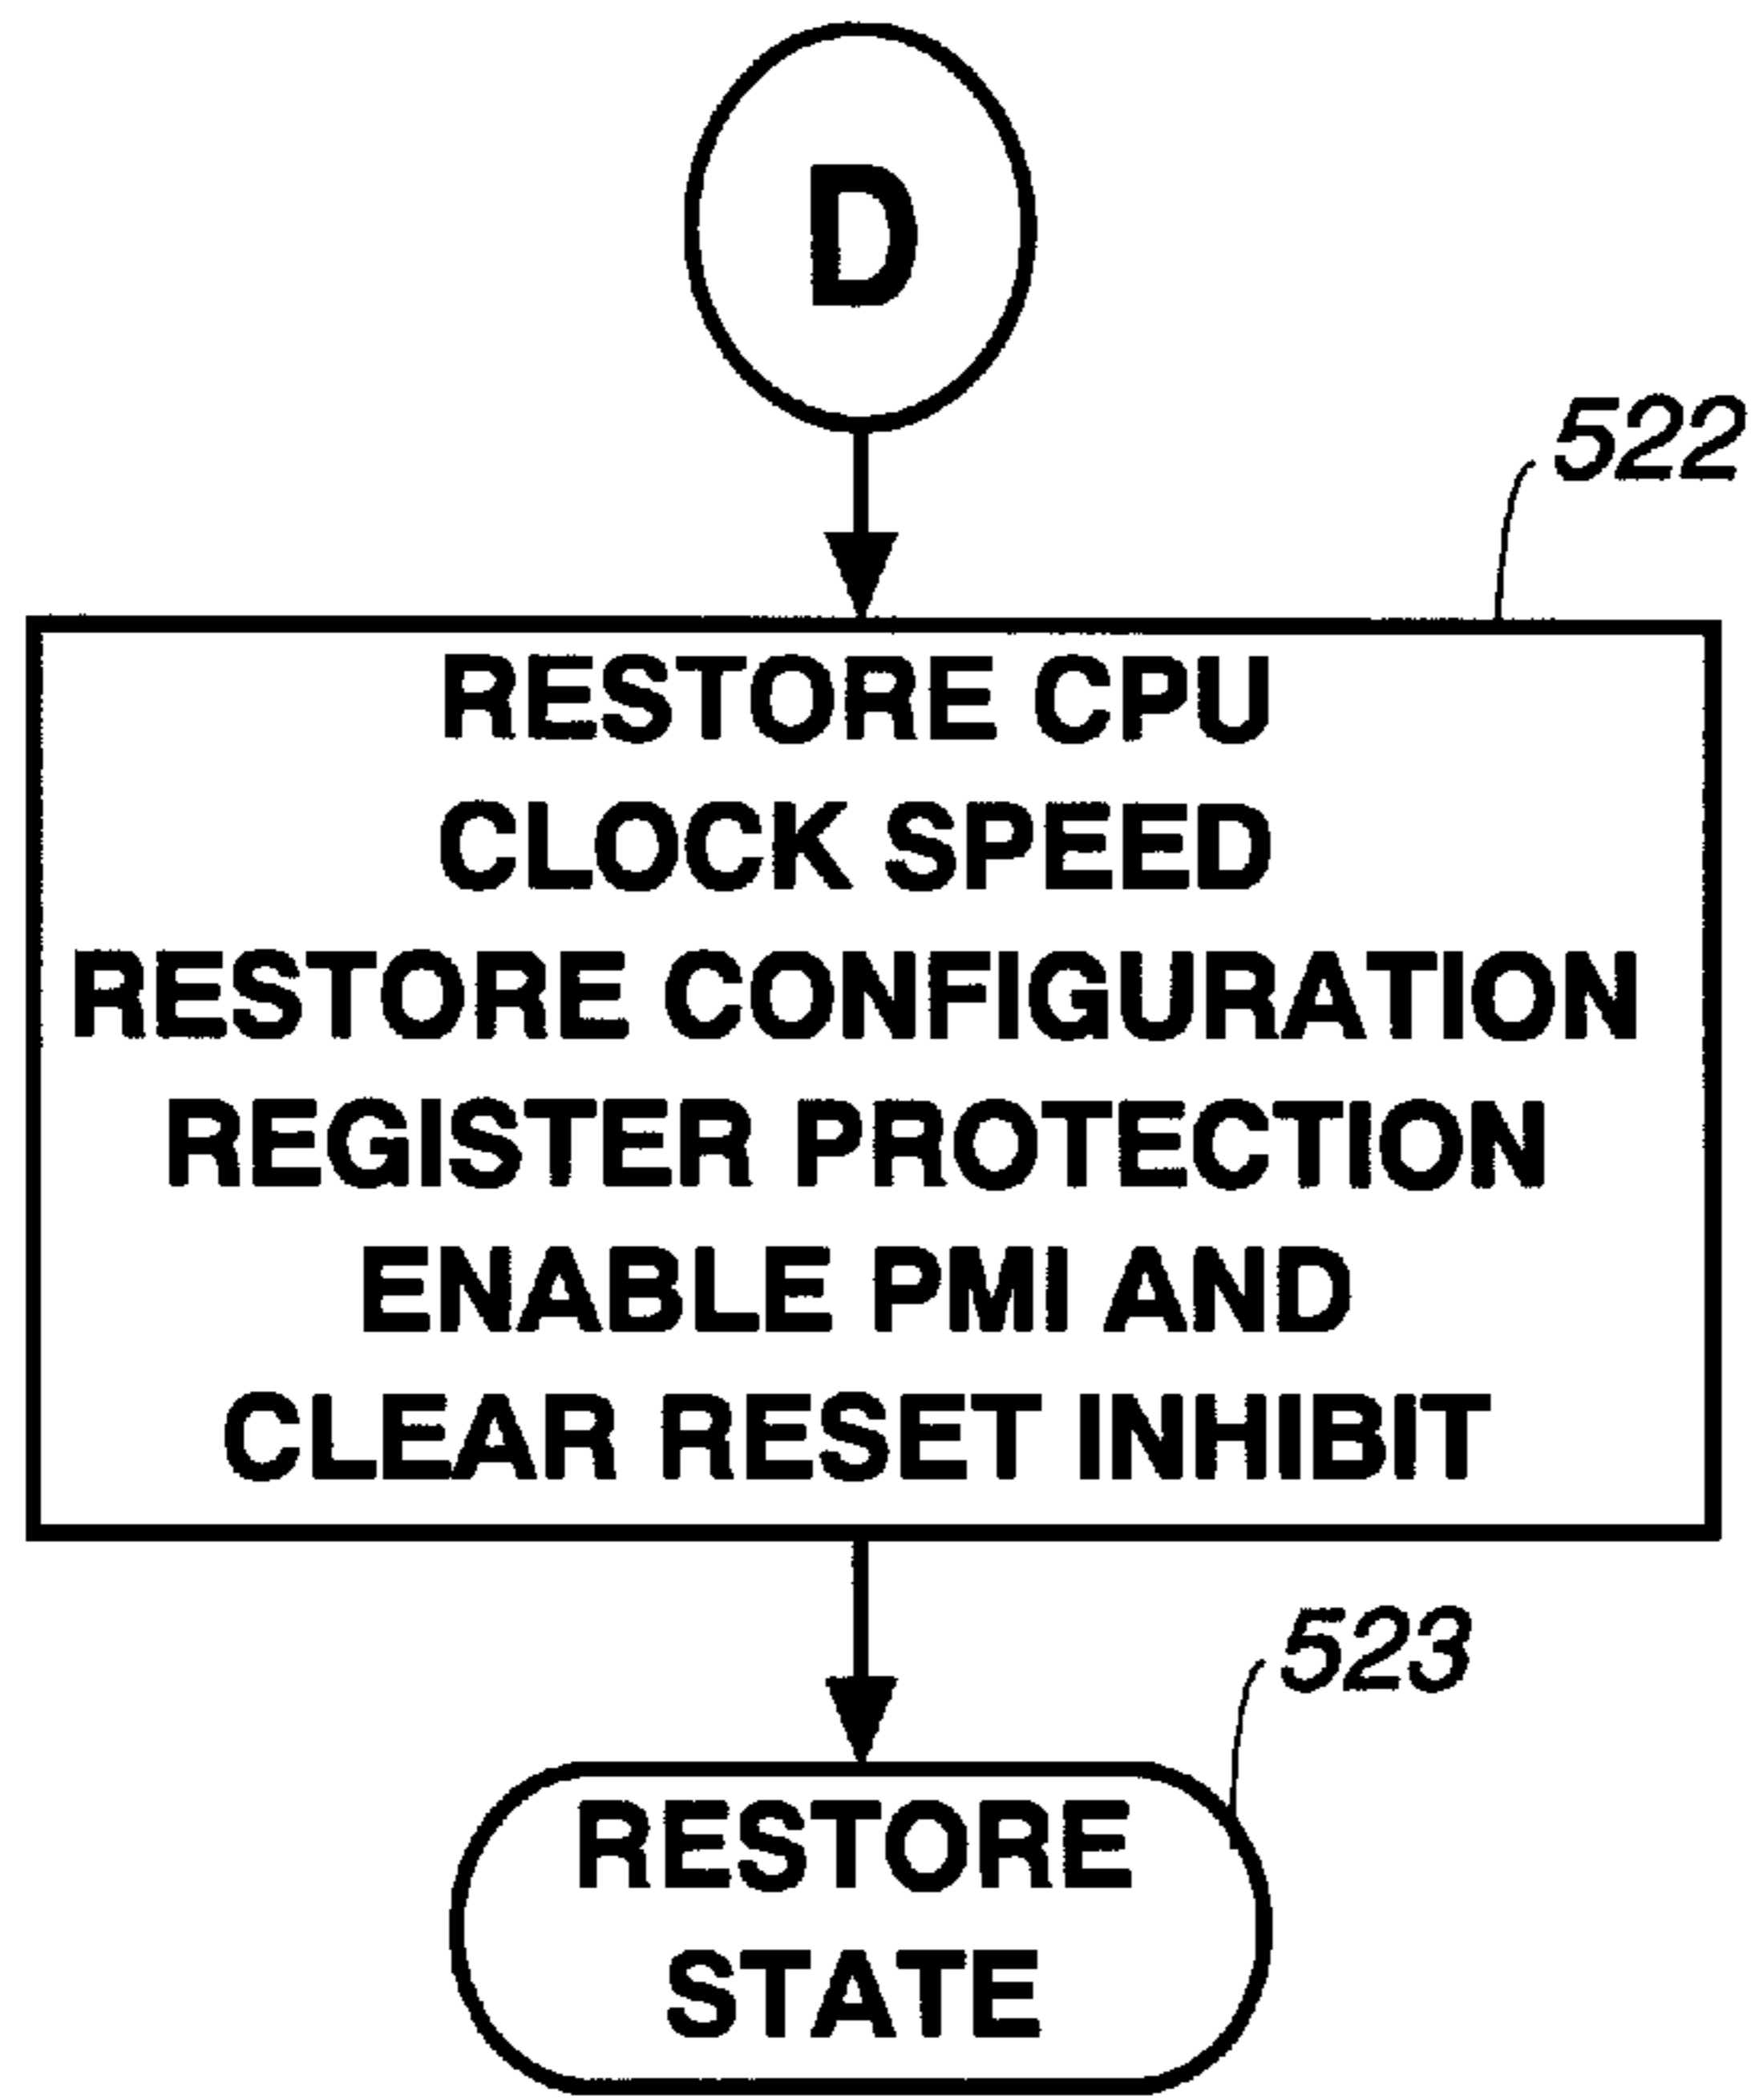 D
522
RESTORE CPU
CLOCK SPEED
RESTORE CONFIGURATION
REGISTER PROTECTION
ENABLE PMI AND
CLEAR RESET INHIBIT
523
RESTORE
STATE